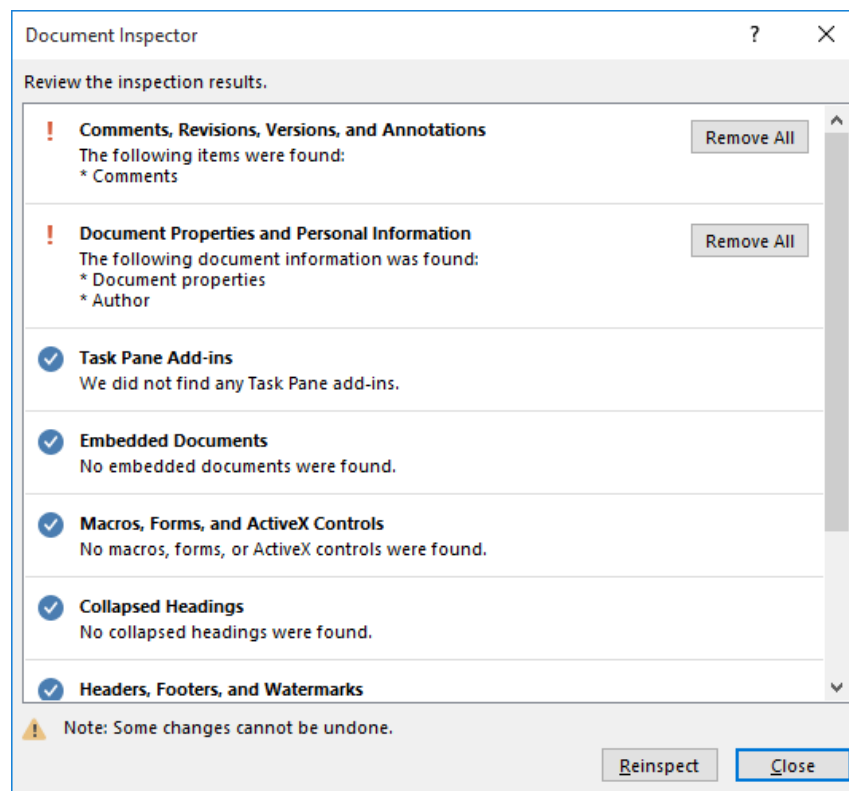 Document Inspector ?
Review the inspection results.
! Comments, Revisions, Versions, and Annotations
Remove All
The following items were found:
* Comments
! Document Properties and Personal Information
Remove All
The following document information was found:
* Document properties
* Author
Task Pane Add-ins
We did not find any Task Pane add-ins.
Embedded Documents
No embedded documents were found.
Macros, Forms, and ActiveX Controls
No macros, forms, or ActiveX controls were found.
Collapsed Headings
No collapsed headings were found.
Headers, Footers, and Watermarks
Note: Some changes cannot be undone.
Reinspect Close